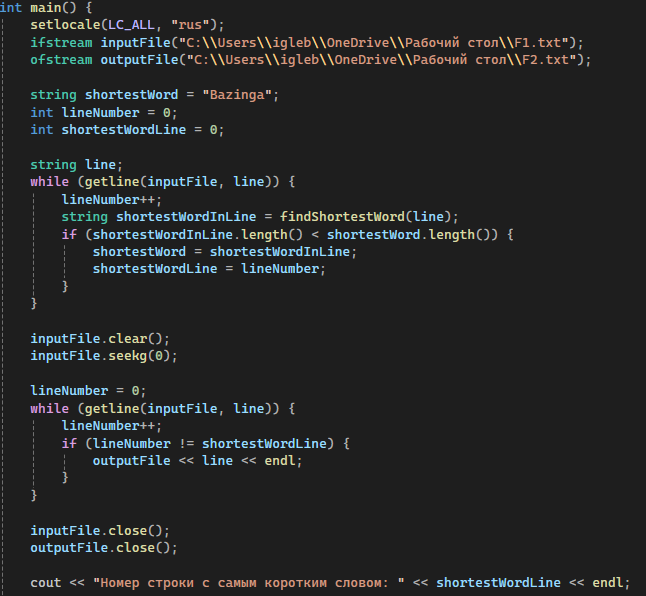 int main() {
    setlocale(LC_ALL, "rus");
    ifstream inputFile("C:\\Users\\igleb\\OneDrive\\Рабочий стол\\F1.txt");
    ofstream outputFile("C:\\Users\\igleb\\OneDrive\\Рабочий стол\\F2.txt");

    string shortestWord = "Bazinga";
    int lineNumber = 0;
    int shortestWordLine = 0;

    string line;
    while (getline(inputFile, line)) {
        lineNumber++;
        string shortestWordInLine = findShortestWord(line);
        if (shortestWordInLine.length() < shortestWord.length()) {
            shortestWord = shortestWordInLine;
            shortestWordLine = lineNumber;
        }
    }

    inputFile.clear();
    inputFile.seekg(0);

    lineNumber = 0;
    while (getline(inputFile, line)) {
        lineNumber++;
        if (lineNumber != shortestWordLine) {
            outputFile << line << endl;
        }
    }

    inputFile.close();
    outputFile.close();

    cout << "Номер строки с самым коротким словом: " << shortestWordLine << endl;